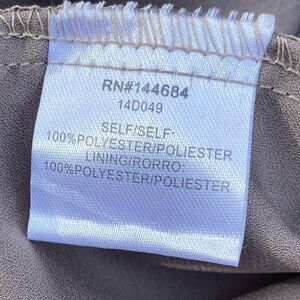 RN#144684
14D049
SELF/SELF:
100%POLYESTER/POLIESTER
LINING/RORRO:
100%POLYESTER/POLIESTER